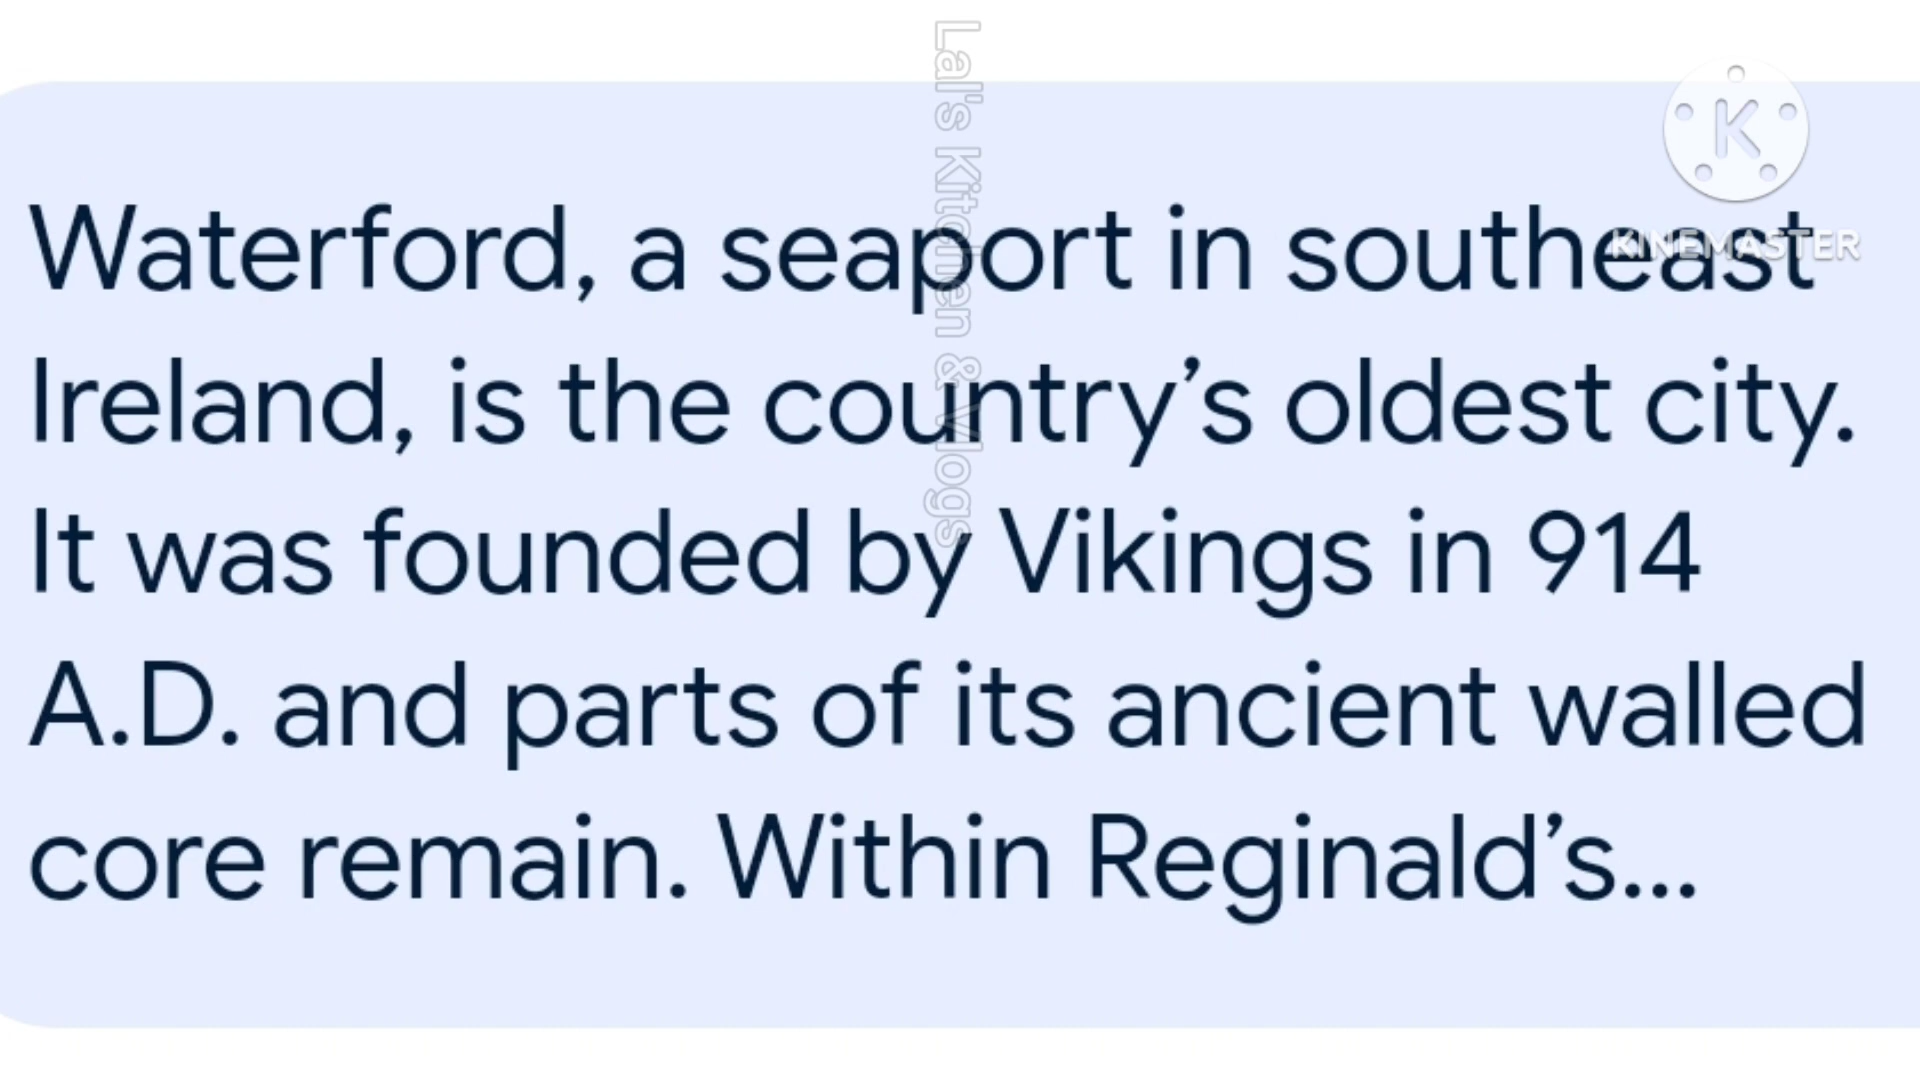 Lal's Kitchen & Vlogs
K
KINEMASTER
Waterford, a seaport in southeast
Ireland, is the country’s oldest city.
It was founded by Vikings in 914
A.D. and parts of its ancient walled
core remain. Within Reginald’s...